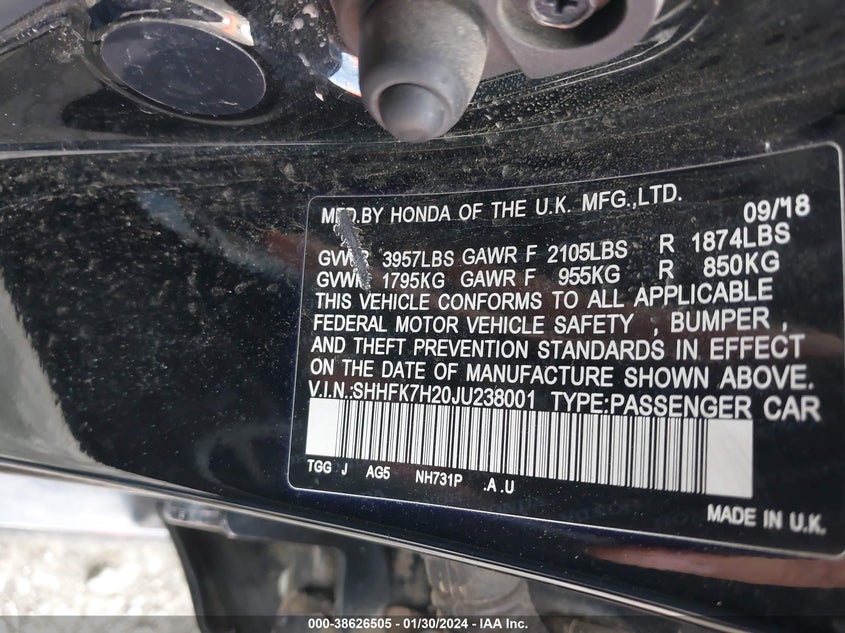 MFD.BY HONDA OF THE U.K. MFG.,LTD. 09/18
GVWR 3957LBS GAWR F 2105LBS R 1874LBS
GVWR 1795KG GAWR F 955KG R 850KG
THIS VEHICLE CONFORMS TO ALL APPLICABLE
FEDERAL MOTOR VEHICLE SAFETY , BUMPER ,
AND THEFT PREVENTION STANDARDS IN EFFECT
ON THE DATE OF MANUFACTURE SHOWN ABOVE.
V.I.N.:SHHFK7H20JU238001 TYPE:PASSENGER CAR
TGG J AG5 NH731P .A .U
MADE IN U.K.
000-38626505 - 01/30/2024 - IAA Inc.